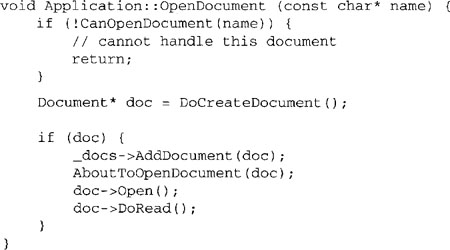 void Application::OpenDocument (const char* name) {
    if (!CanOpenDocument(name)) {
        // cannot handle this document
        return;
    }
    Document* doc = DoCreateDocument();
    if (doc) {
        _docs->AddDocument(doc);
        AboutToOpenDocument(doc);
        doc->Open();
        doc->DoRead();
    }
}